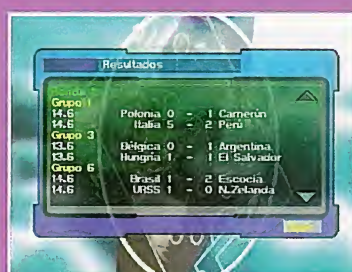 Resultados
Grupo 1
14.6 Polonia 0 - 1 Camerún
14.6 Italia 5 - 2 Perú
Grupo 3
13.6 Bélgica 0 - 1 Argentina
13.6 Hungría 1 - 1 El Salvador
Grupo 6
14.6 Brasil 1 - 2 Escocia
14.6 URSS 1 - 0 N.Zelanda